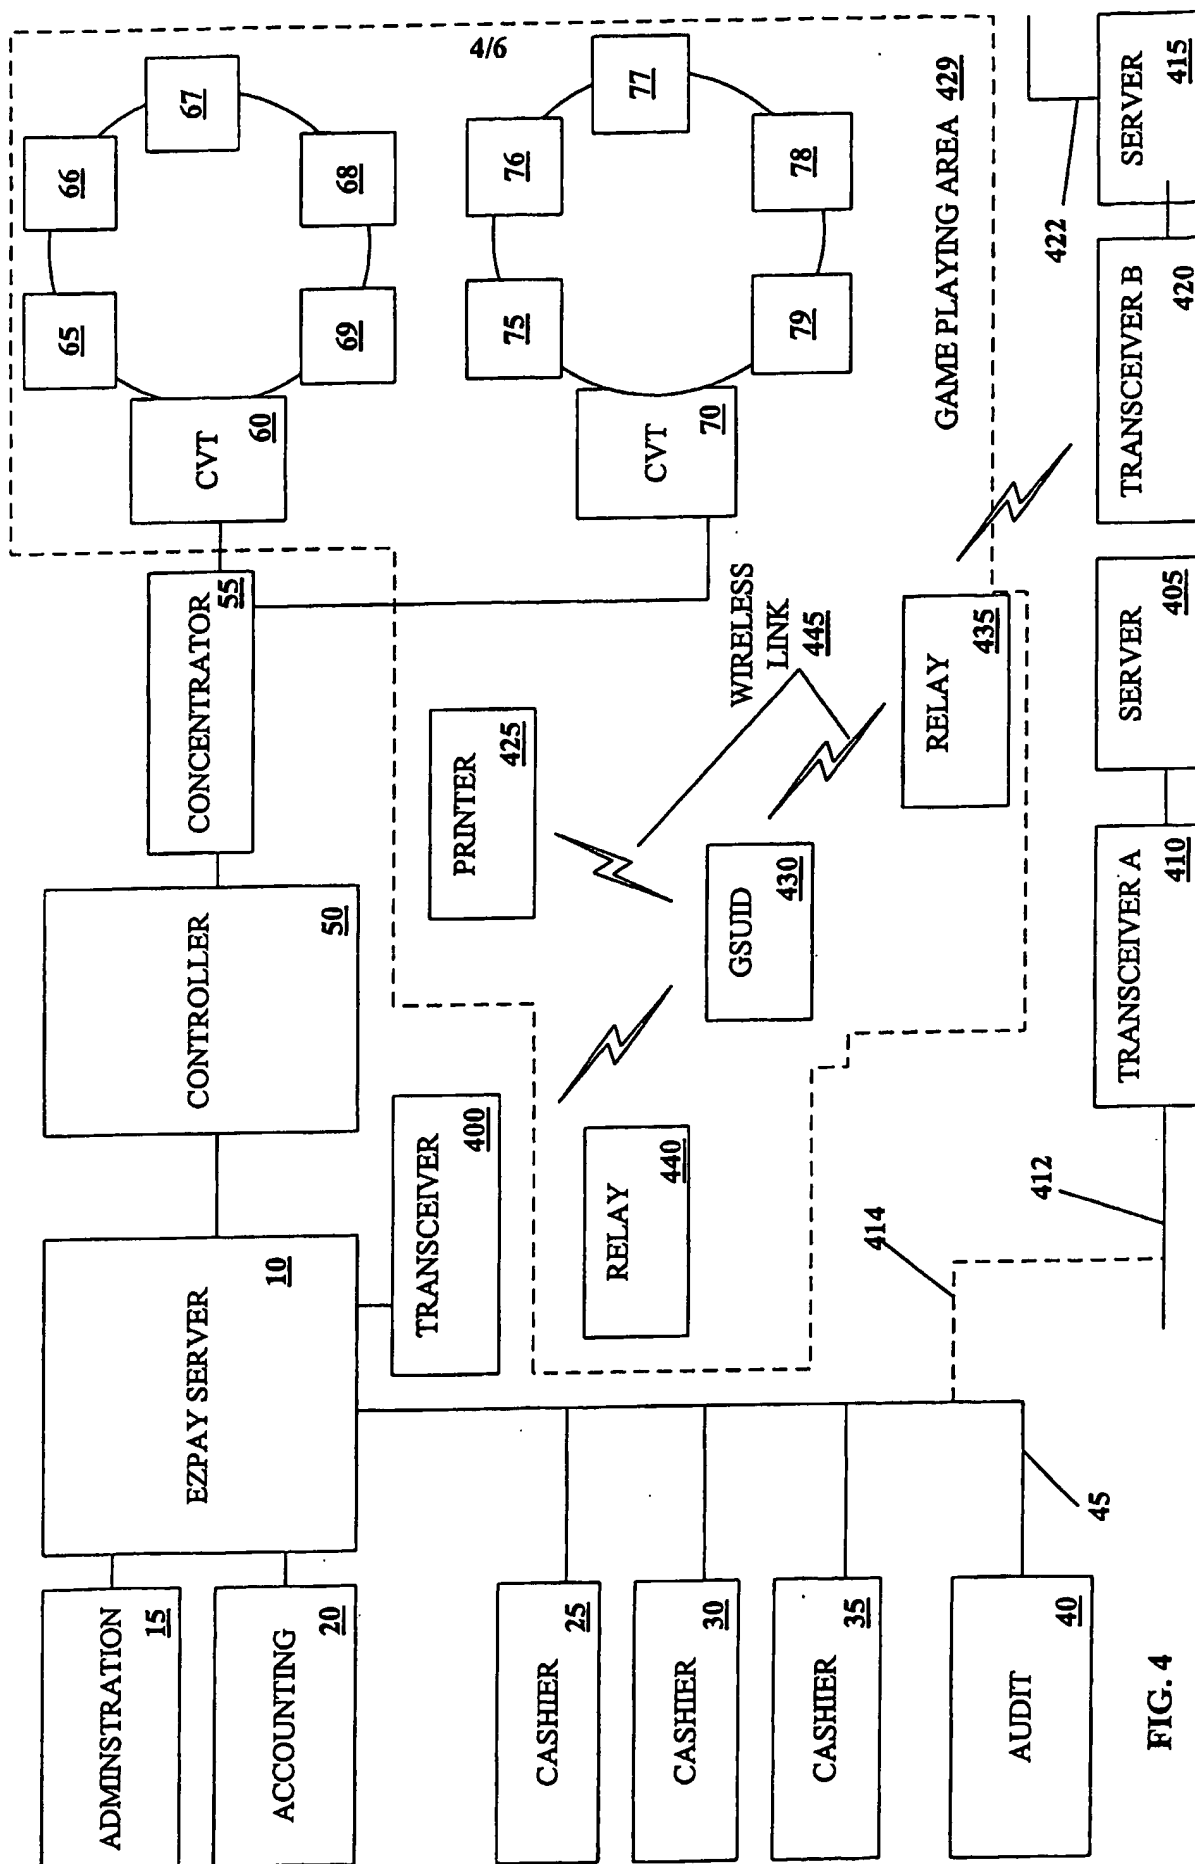 4/6
ADMINSTRATION
15
ACCOUNTING
20
EZPAY SERVER
10
CONTROLLER
50
CONCENTRATOR
55
CVT
60
65
66
67
68
69
CVT
70
75
76
77
78
79
CASHIER
25
CASHIER
30
CASHIER
35
AUDIT
40
45
TRANSCEIVER
400
RELAY
440
PRINTER
425
GSUID
430
WIRELESS
LINK
445
RELAY
435
GAME PLAYING AREA 429
414
412
TRANSCEIVER A
410
SERVER
405
TRANSCEIVER B
420
SERVER
415
422
FIG. 4